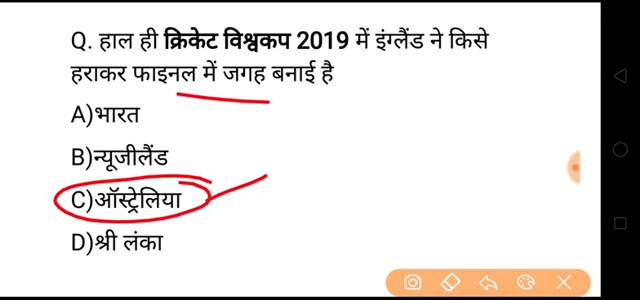 Q. हाल ही क्रिकेट विश्वकप 2019 में इंग्लैंड ने किसे
हराकर फाइनल में जगह बनाई है
A)भारत
B)न्यूजीलैंड
C)ऑस्ट्रेलिया
D)श्री लंका